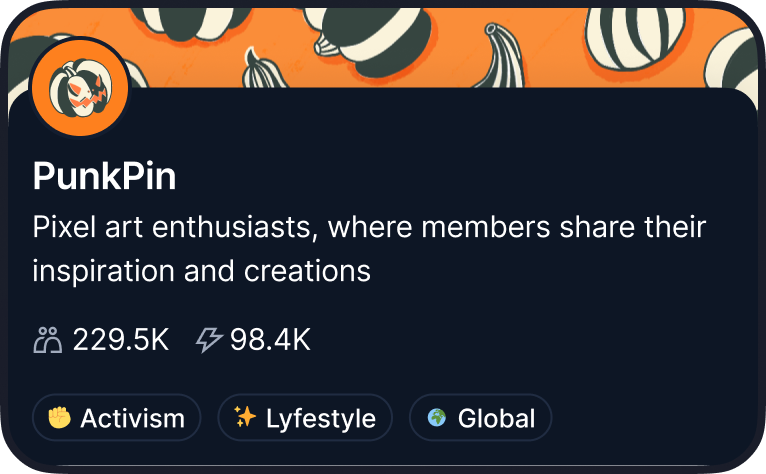 PunkPin
Pixel art enthusiasts, where members share their
inspiration and creations
229.5K 98.4K
Activism Lyfestyle Global